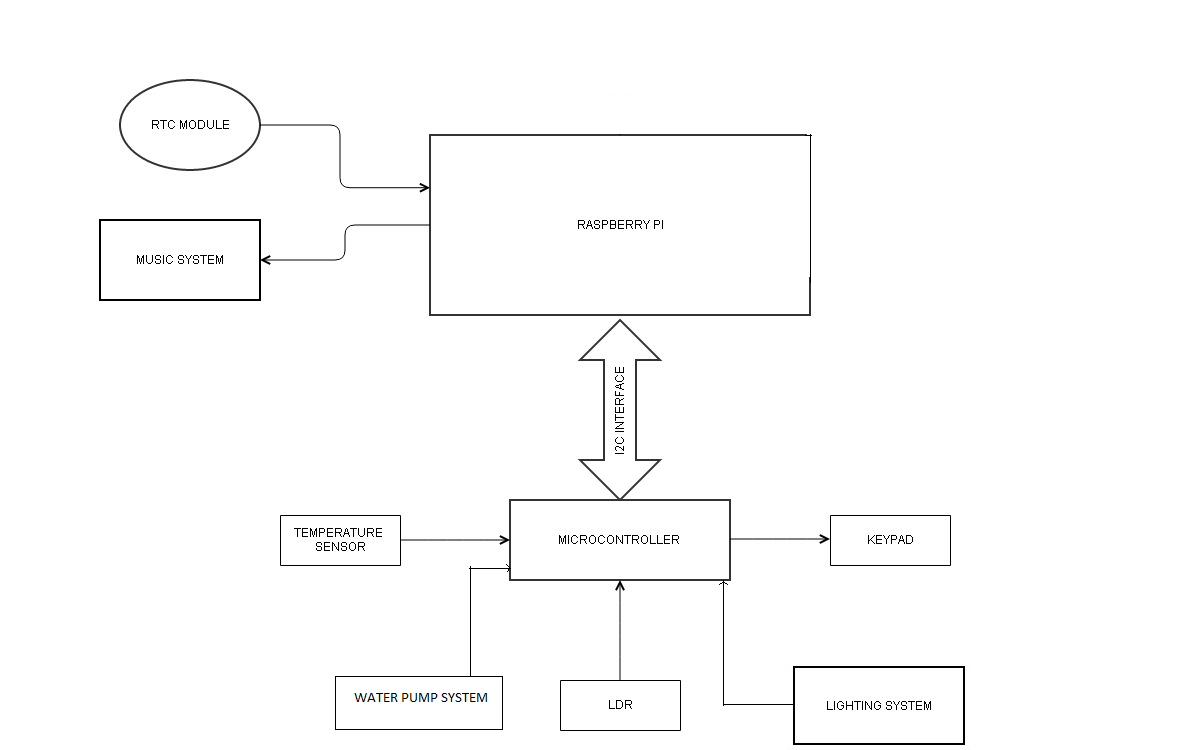 RTC MODULE
RASPBERRY PI
MUSIC SYSTEM
I2C INTERFACE
TEMPERATURE
SENSOR
MICROCONTROLLER
KEYPAD
WATER PUMP SYSTEM
LDR
LIGHTING SYSTEM